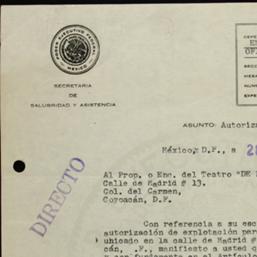 PODER EJECUTIVO FEDERAL
MEXICO
SECRETARIA
DE
SALUBRIDAD Y ASISTENCIA
ASUNTO: Autoriza
México, D.F., a 2
Al Prop. o Enc. del Teatro "DE
Calle de Madrid # 13.
Col. del Carmen,
Coyoacán, D.F.
DIRECTO
Con referencia a su esc
autorización de explotación par
ubicado en la calle de Madrid #
cán, .F., manifiesto a usted q